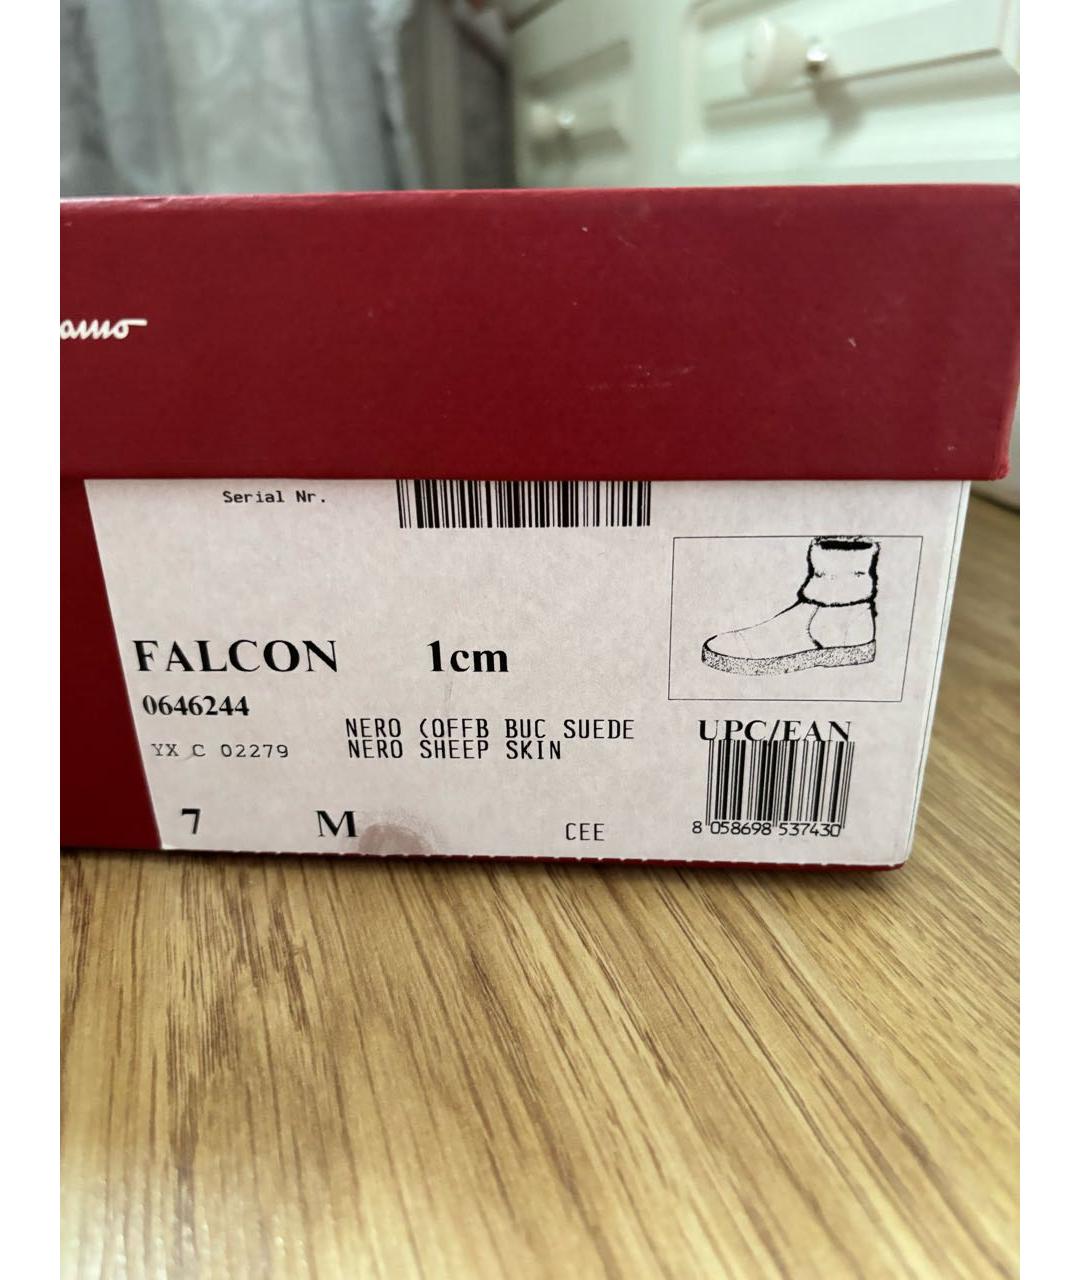 amo
Serial Nr.
FALCON 1cm
0646244
NERO (OFFB BUC SUEDE
YX C 02279 NERO SHEEP SKIN
UPC/EAN
7 M CEE
8 058698 537430